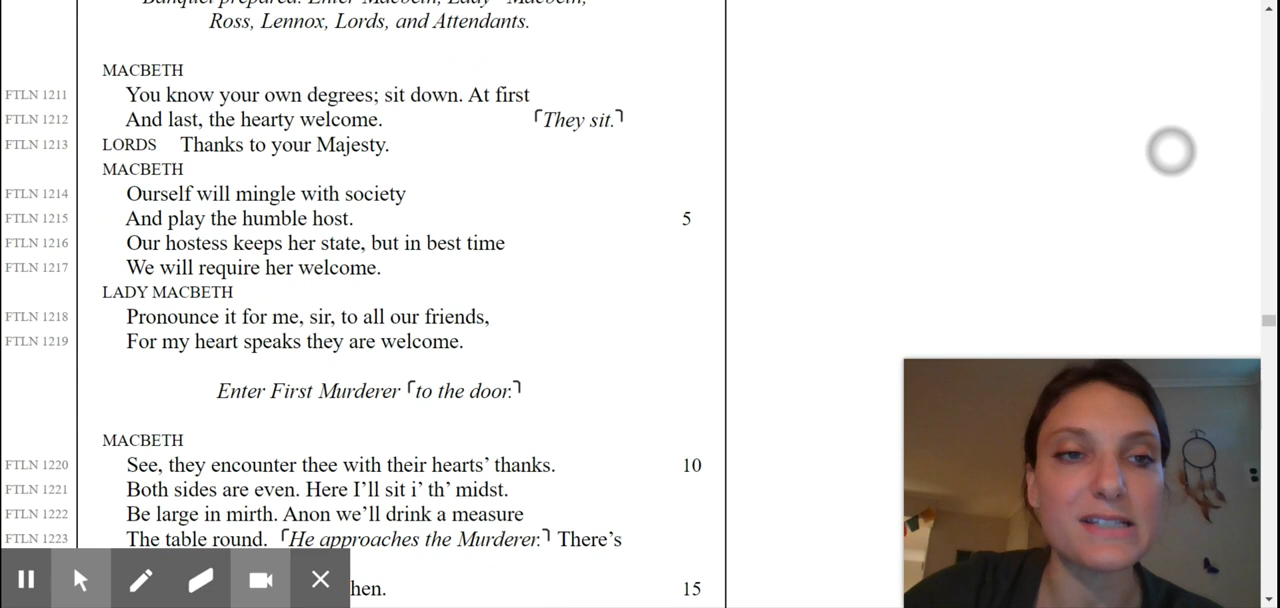 Banquet prepared. Enter Macbeth, Lady Macbeth,
Ross, Lennox, Lords, and Attendants.
MACBETH
FTLN 1211 You know your own degrees; sit down. At first
FTLN 1212 And last, the hearty welcome. ⌜They sit.⌝
FTLN 1213 LORDS Thanks to your Majesty.
MACBETH
FTLN 1214 Ourself will mingle with society
FTLN 1215 And play the humble host. 5
FTLN 1216 Our hostess keeps her state, but in best time
FTLN 1217 We will require her welcome.
LADY MACBETH
FTLN 1218 Pronounce it for me, sir, to all our friends,
FTLN 1219 For my heart speaks they are welcome.
Enter First Murderer ⌜to the door.⌝
MACBETH
FTLN 1220 See, they encounter thee with their hearts’ thanks. 10
FTLN 1221 Both sides are even. Here I’ll sit i’ th’ midst.
FTLN 1222 Be large in mirth. Anon we’ll drink a measure
FTLN 1223 The table round. ⌜He approaches the Murderer.⌝ There’s
hen. 15